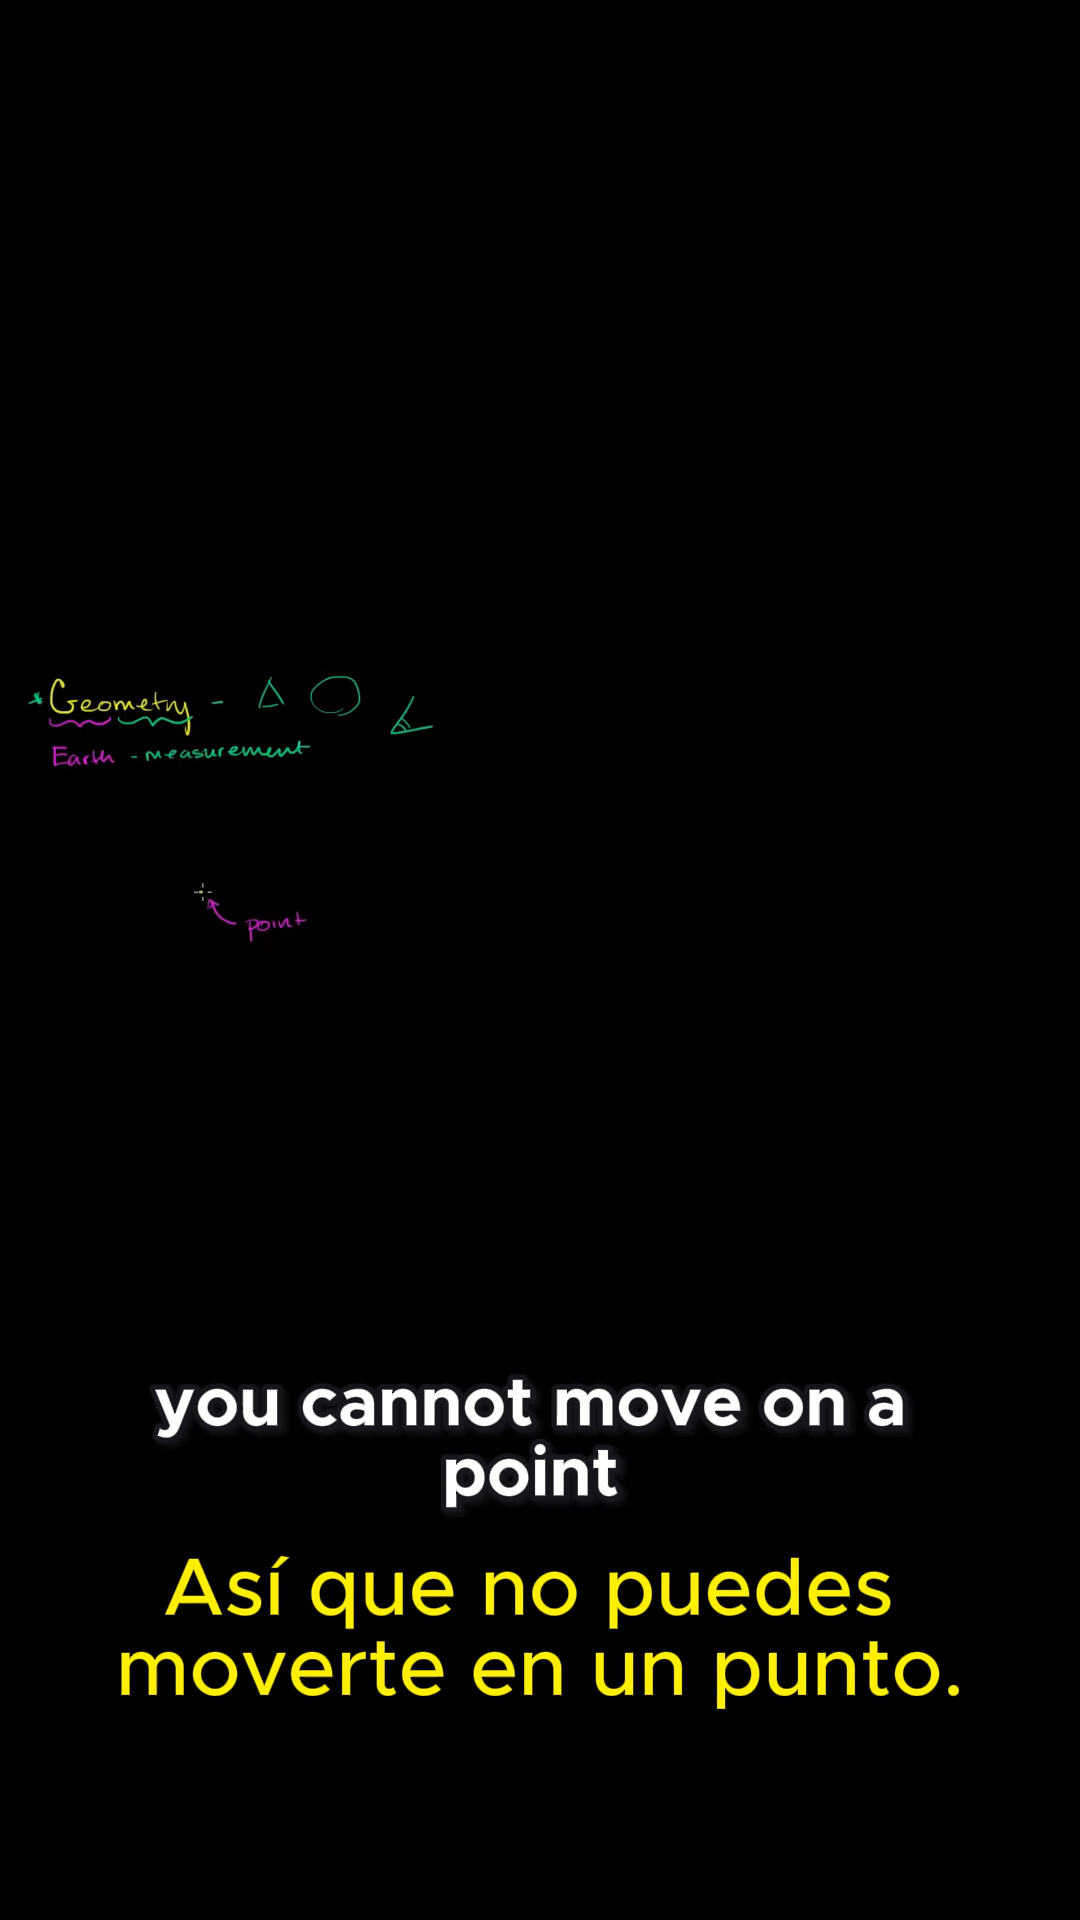 Geometry -
Earth - measurement
point
you cannot move on a
point
Así que no puedes
moverte en un punto.